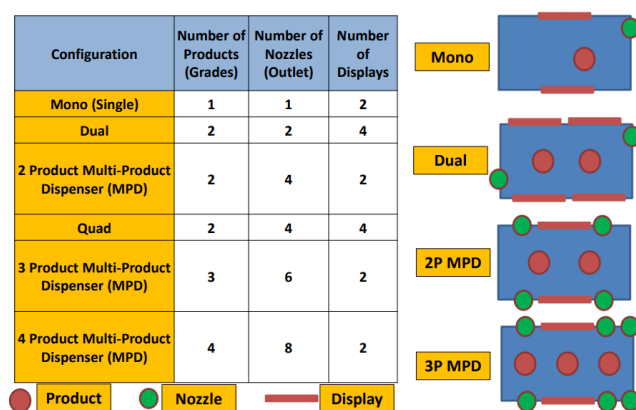 Configuration
Number of
Products
(Grades)
Number of
Nozzles
(Outlet)
Number
of
Displays
Mono (Single) 1 1 2
Dual 2 2 4
2 Product Multi-Product
Dispenser (MPD) 2 4 2
Quad 2 4 4
3 Product Multi-Product
Dispenser (MPD) 3 6 2
4 Product Multi-Product
Dispenser (MPD) 4 8 2
Product Nozzle Display
Mono
Dual
2P MPD
3P MPD